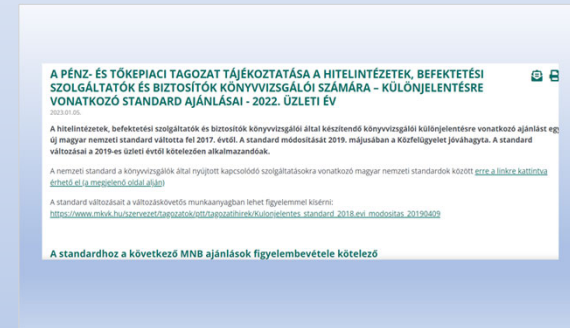 A PÉNZ- ÉS TŐKEPIACI TAGOZAT TÁJÉKOZTATÁSA A HITELINTÉZETEK, BEFEKTETÉSI
SZOLGÁLTATÓK ÉS BIZTOSÍTÓK KÖNYVVIZSGÁLÓI SZÁMÁRA – KÜLÖNJELENTÉSRE
VONATKOZÓ STANDARD AJÁNLÁSAI - 2022. ÜZLETI ÉV
2023.01.05.
A hitelintézetek, befektetési szolgáltatók és biztosítók könyvvizsgálói által készítendő könyvvizsgálói különjelentésre vonatkozó ajánlást egy
új magyar nemzeti standard váltotta fel 2017. évtől. A standard módosítását 2019. májusában a Közfelügyelet jóváhagyta. A standard
változásai a 2019-es üzleti évtől kötelezően alkalmazandóak.
A nemzeti standard a könyvvizsgálók által nyújtott kapcsolódó szolgáltatásokra vonatkozó magyar nemzeti standardok között erre a linkre kattintva
érhető el (a megjelenő oldal alján)
A standard változásait a változáskövetős munkaanyagban lehet figyelemmel kísérni:
https://www.mkvk.hu/szervezet/tagozatok/ptt/tagozatihirek/Kulonjelentes_standard_2018.evi_modositas_20190409
A standardhoz a következő MNB ajánlások figyelembevétele kötelező